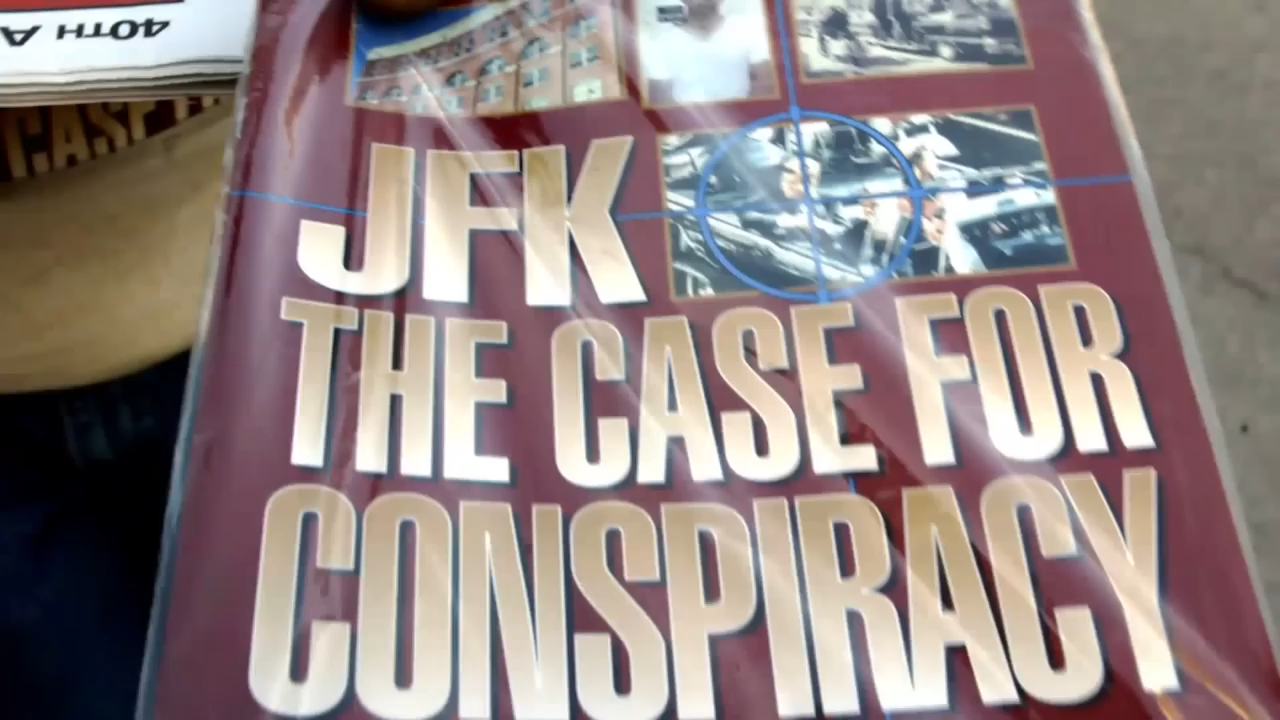 40TH A
CASE F
JFK
THE CASE FOR
CONSPIRACY